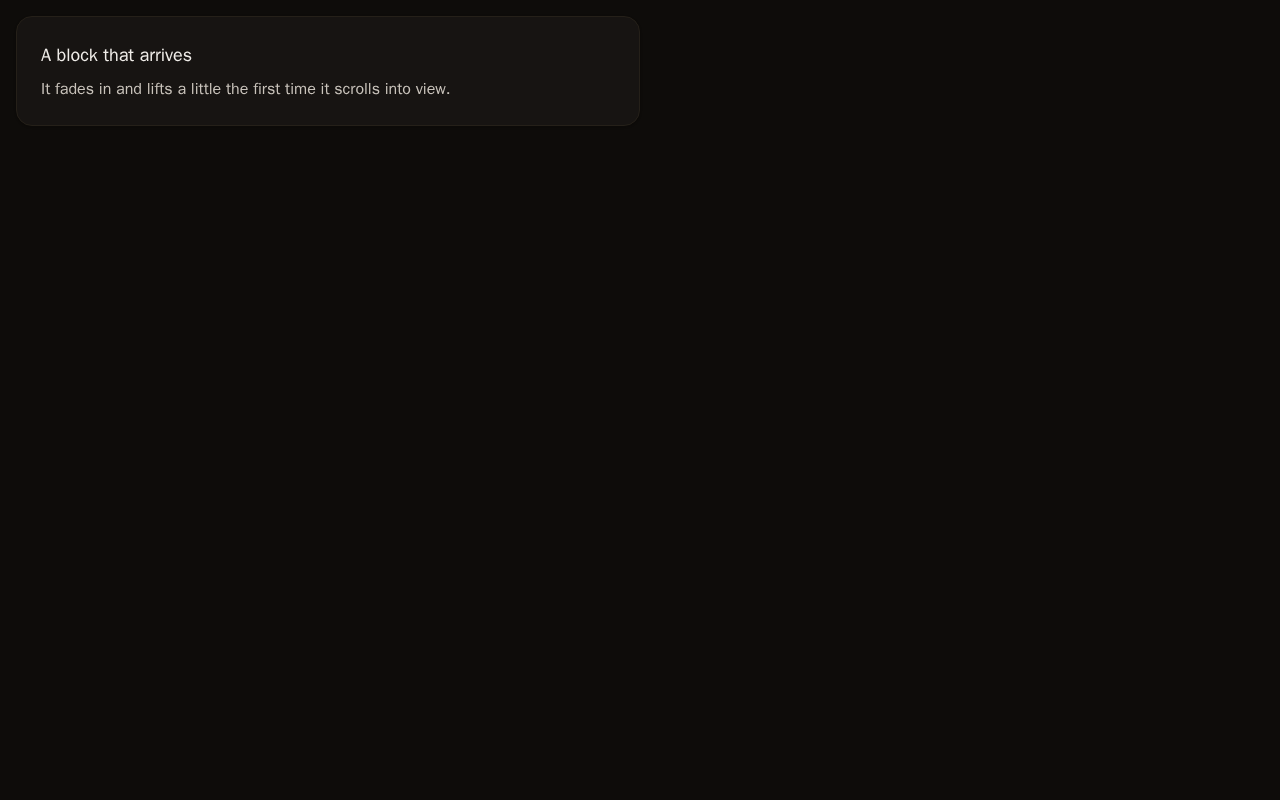 A block that arrives
It fades in and lifts a little the first time it scrolls into view.